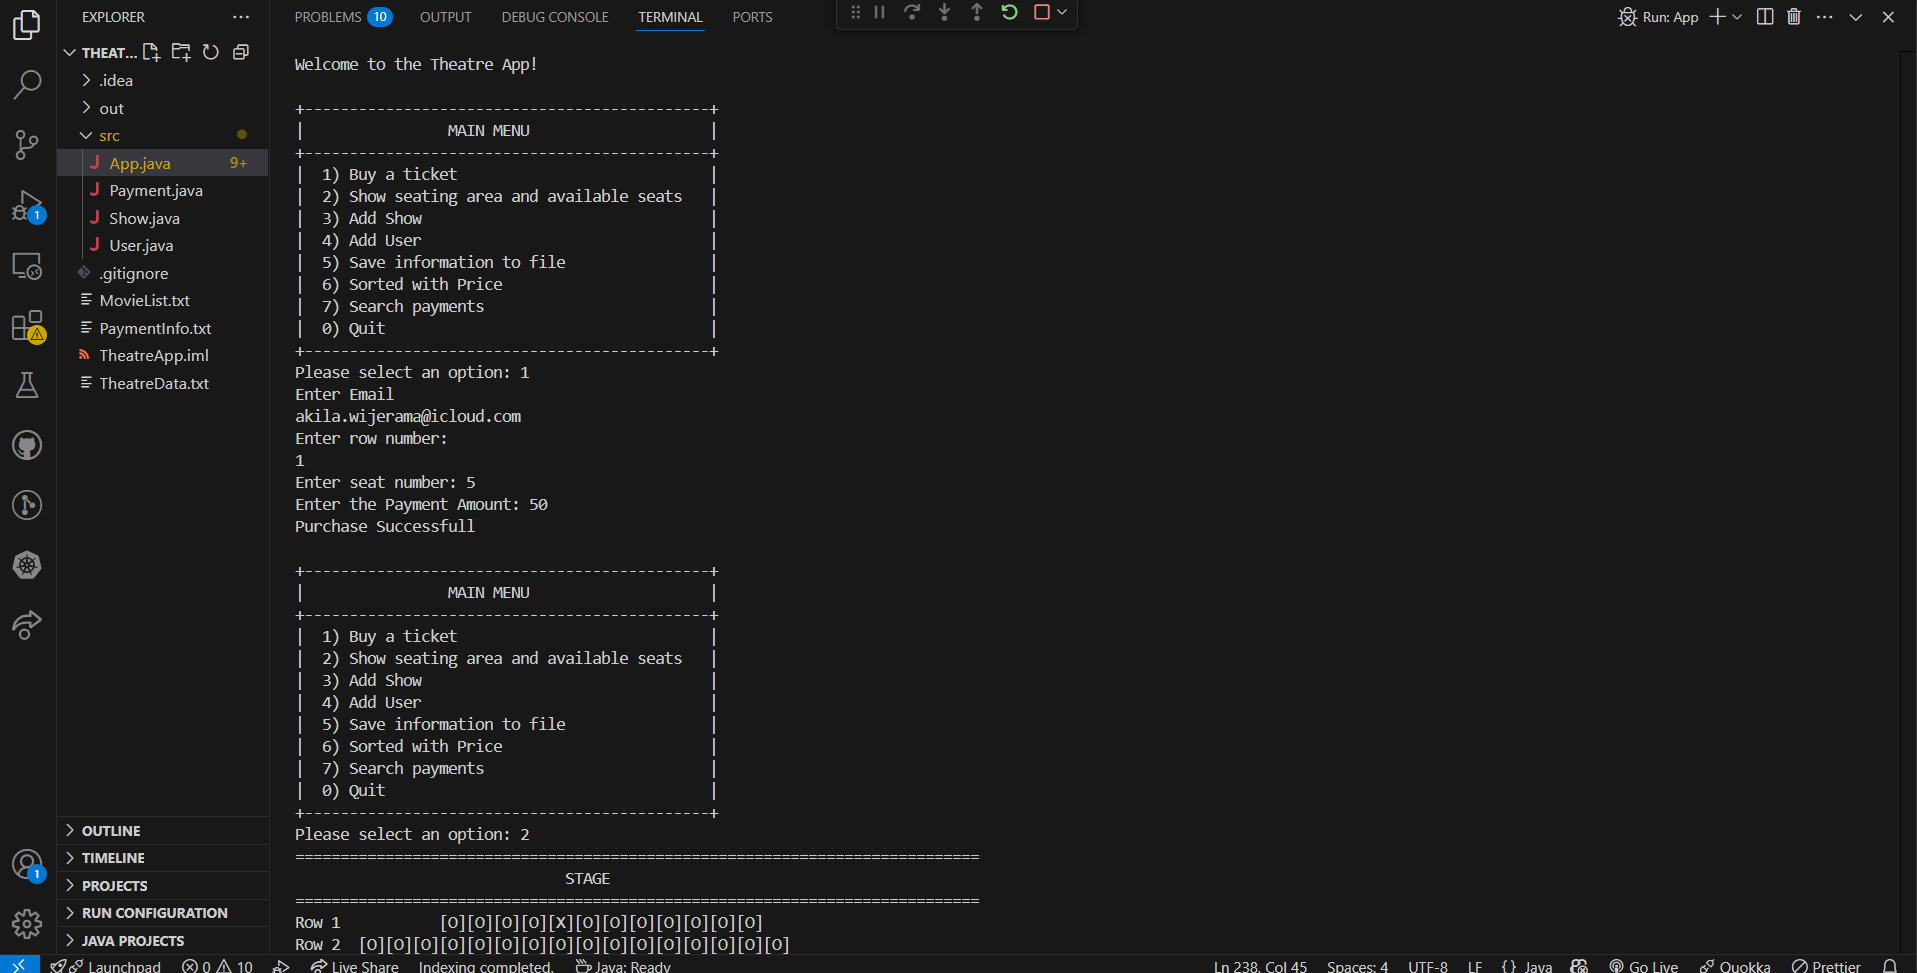 EXPLORER
PROBLEMS 10 OUTPUT DEBUG CONSOLE TERMINAL PORTS
Run: App
THEAT...
.idea
out
src
App.java 9+
Payment.java
Show.java
User.java
.gitignore
MovieList.txt
PaymentInfo.txt
TheatreApp.iml
TheatreData.txt
OUTLINE
TIMELINE
PROJECTS
RUN CONFIGURATION
JAVA PROJECTS
1
1
Welcome to the Theatre App!
+---------------------------------------------+
| MAIN MENU |
+---------------------------------------------+
| 1) Buy a ticket |
| 2) Show seating area and available seats |
| 3) Add Show |
| 4) Add User |
| 5) Save information to file |
| 6) Sorted with Price |
| 7) Search payments |
| 0) Quit |
+---------------------------------------------+
Please select an option: 1
Enter Email
akila.wijerama@icloud.com
Enter row number:
1
Enter seat number: 5
Enter the Payment Amount: 50
Purchase Successfull
+---------------------------------------------+
| MAIN MENU |
+---------------------------------------------+
| 1) Buy a ticket |
| 2) Show seating area and available seats |
| 3) Add Show |
| 4) Add User |
| 5) Save information to file |
| 6) Sorted with Price |
| 7) Search payments |
| 0) Quit |
+---------------------------------------------+
Please select an option: 2
============================================================================
STAGE
============================================================================
Row 1 [O][O][O][O][X][O][O][O][O][O][O][O]
Row 2 [O][O][O][O][O][O][O][O][O][O][O][O][O][O][O][O]
Launchpad 0 10 Live Share Indexing completed. Java: Ready Ln 238, Col 45 Spaces: 4 UTF-8 LF {} Java Go Live Quokka Prettier